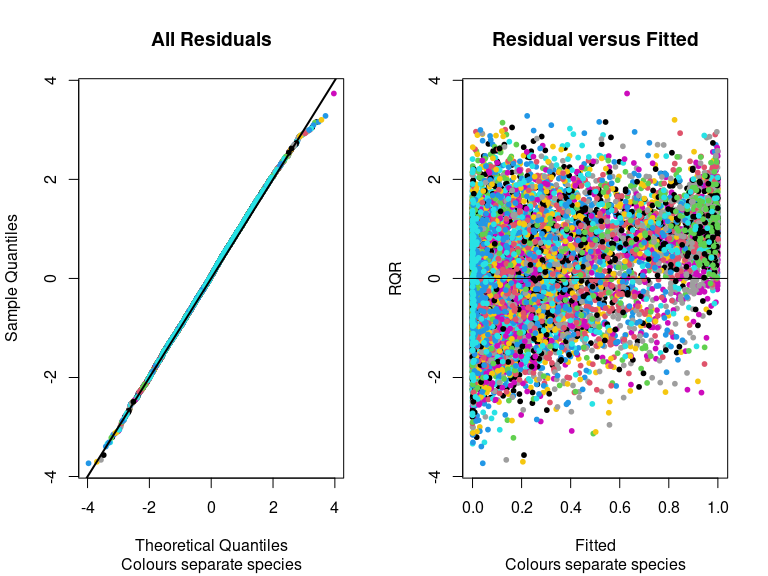 All Residuals
Sample Quantiles
4
2
0
-2
-4
-4
-2
0
2
4
Theoretical Quantiles
Colours separate species
Residual versus Fitted
RQR
4
2
0
-2
-4
0.0
0.2
0.4
0.6
0.8
1.0
Fitted
Colours separate species